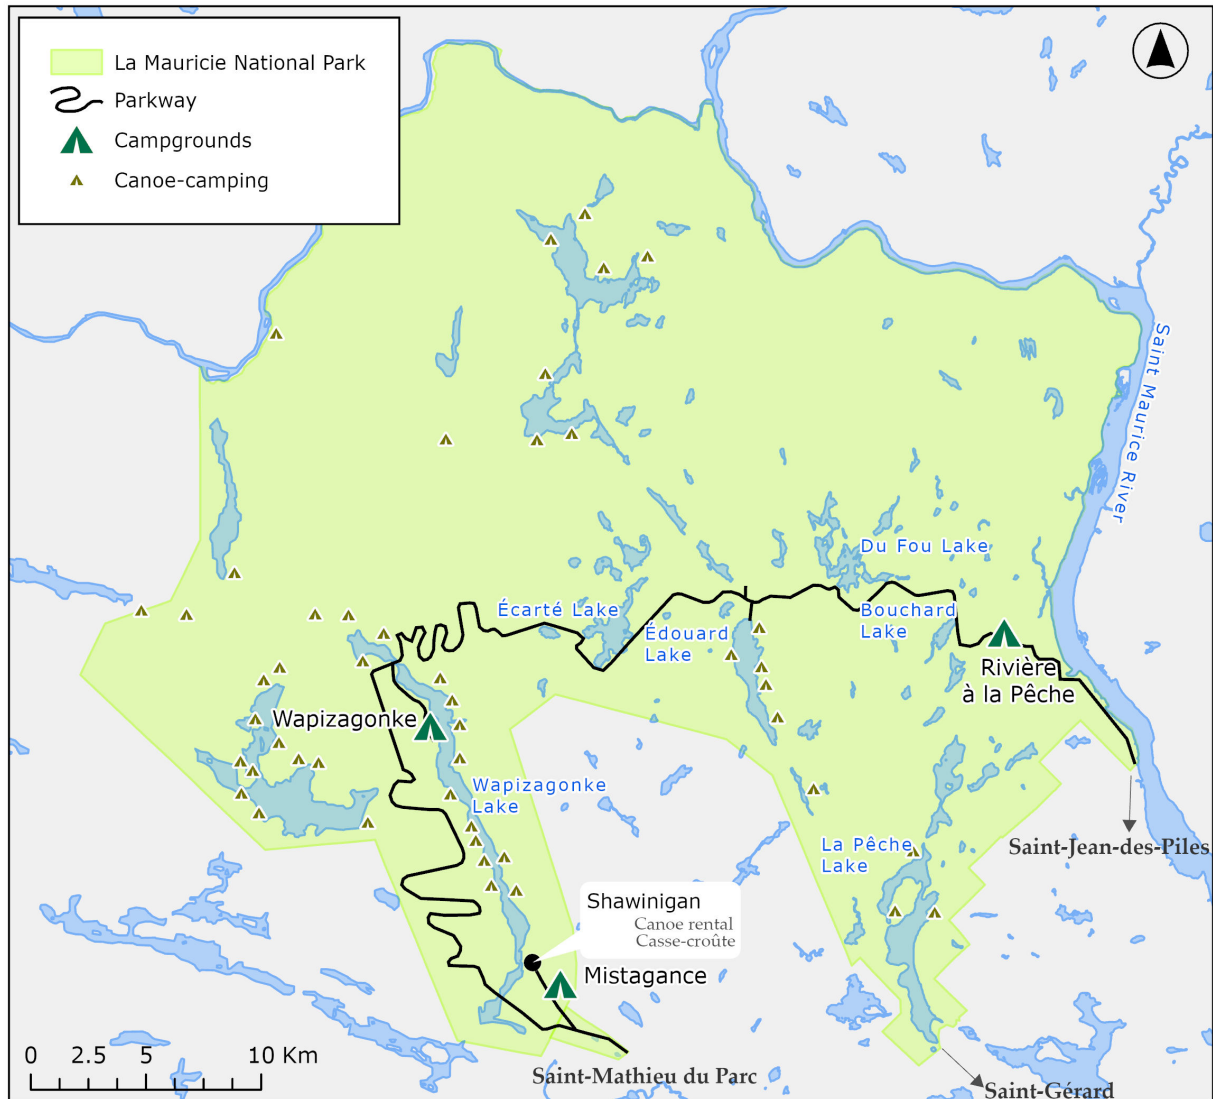 La Mauricie National Park
Parkway
Campgrounds
Canoe-camping
Saint Maurice River
Du Fou Lake
Écarté Lake
Bouchard
Lake
Édouard
Lake
Rivière
à la Pêche
Wapizagonke
Wapizagonke
Lake
La Pêche
Lake
Saint-Jean-des-Piles
Shawinigan
Canoe rental
Casse-croûte
Mistagance
0 2.5 5 10 Km
Saint-Mathieu du Parc
Saint-Gérard